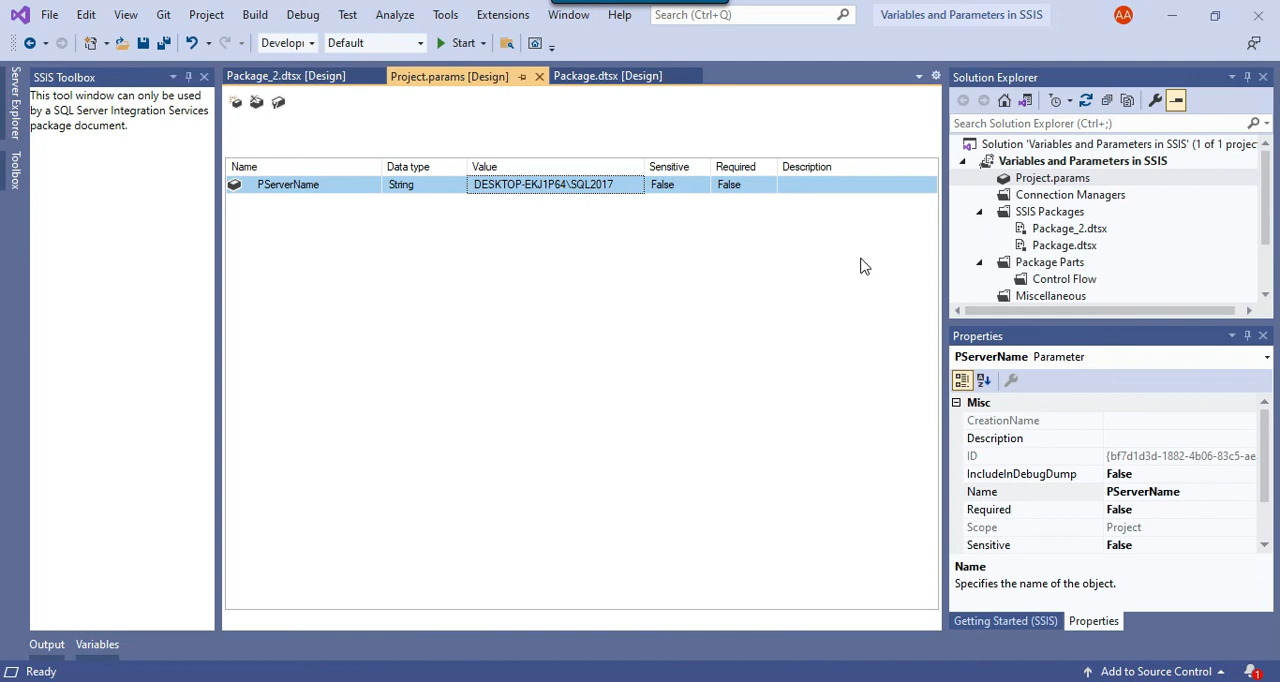 File Edit View Git Project Build Debug Test Analyze Tools Extensions Window Help Search (Ctrl+Q) Variables and Parameters in SSIS AA
Developı Default Start
Server Explorer
Toolbox
SSIS Toolbox
This tool window can only be used
by a SQL Server Integration Services
package document.
Package_2.dtsx [Design] Project.params [Design] Package.dtsx [Design]
Name Data type Value Sensitive Required Description
PServerName String DESKTOP-EKJ1P64\SQL2017 False False
Solution Explorer
Search Solution Explorer (Ctrl+;)
Solution 'Variables and Parameters in SSIS' (1 of 1 projec
Variables and Parameters in SSIS
Project.params
Connection Managers
SSIS Packages
Package_2.dtsx
Package.dtsx
Package Parts
Control Flow
Miscellaneous
Properties
PServerName Parameter
Misc
CreationName
Description
ID {bf7d1d3d-1882-4b06-83c5-ae
IncludeInDebugDump False
Name PServerName
Required False
Scope Project
Sensitive False
Name
Specifies the name of the object.
Getting Started (SSIS) Properties
Output Variables
Ready Add to Source Control 1